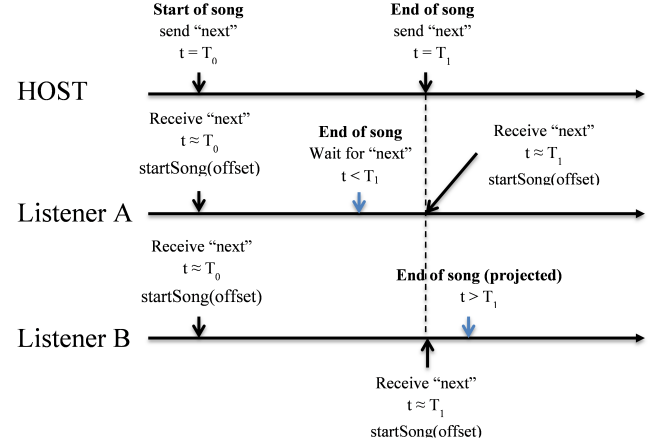 Start of song
send “next”
t = T₀
End of song
send “next”
t = T₁
HOST
Receive “next”
t ≈ T₀
startSong(offset)
End of song
Wait for “next”
t < T₁
Receive “next”
t ≈ T₁
startSong(offset)
Listener A
Receive “next”
t ≈ T₀
startSong(offset)
End of song (projected)
t > T₁
Listener B
Receive “next”
t ≈ T₁
startSong(offset)